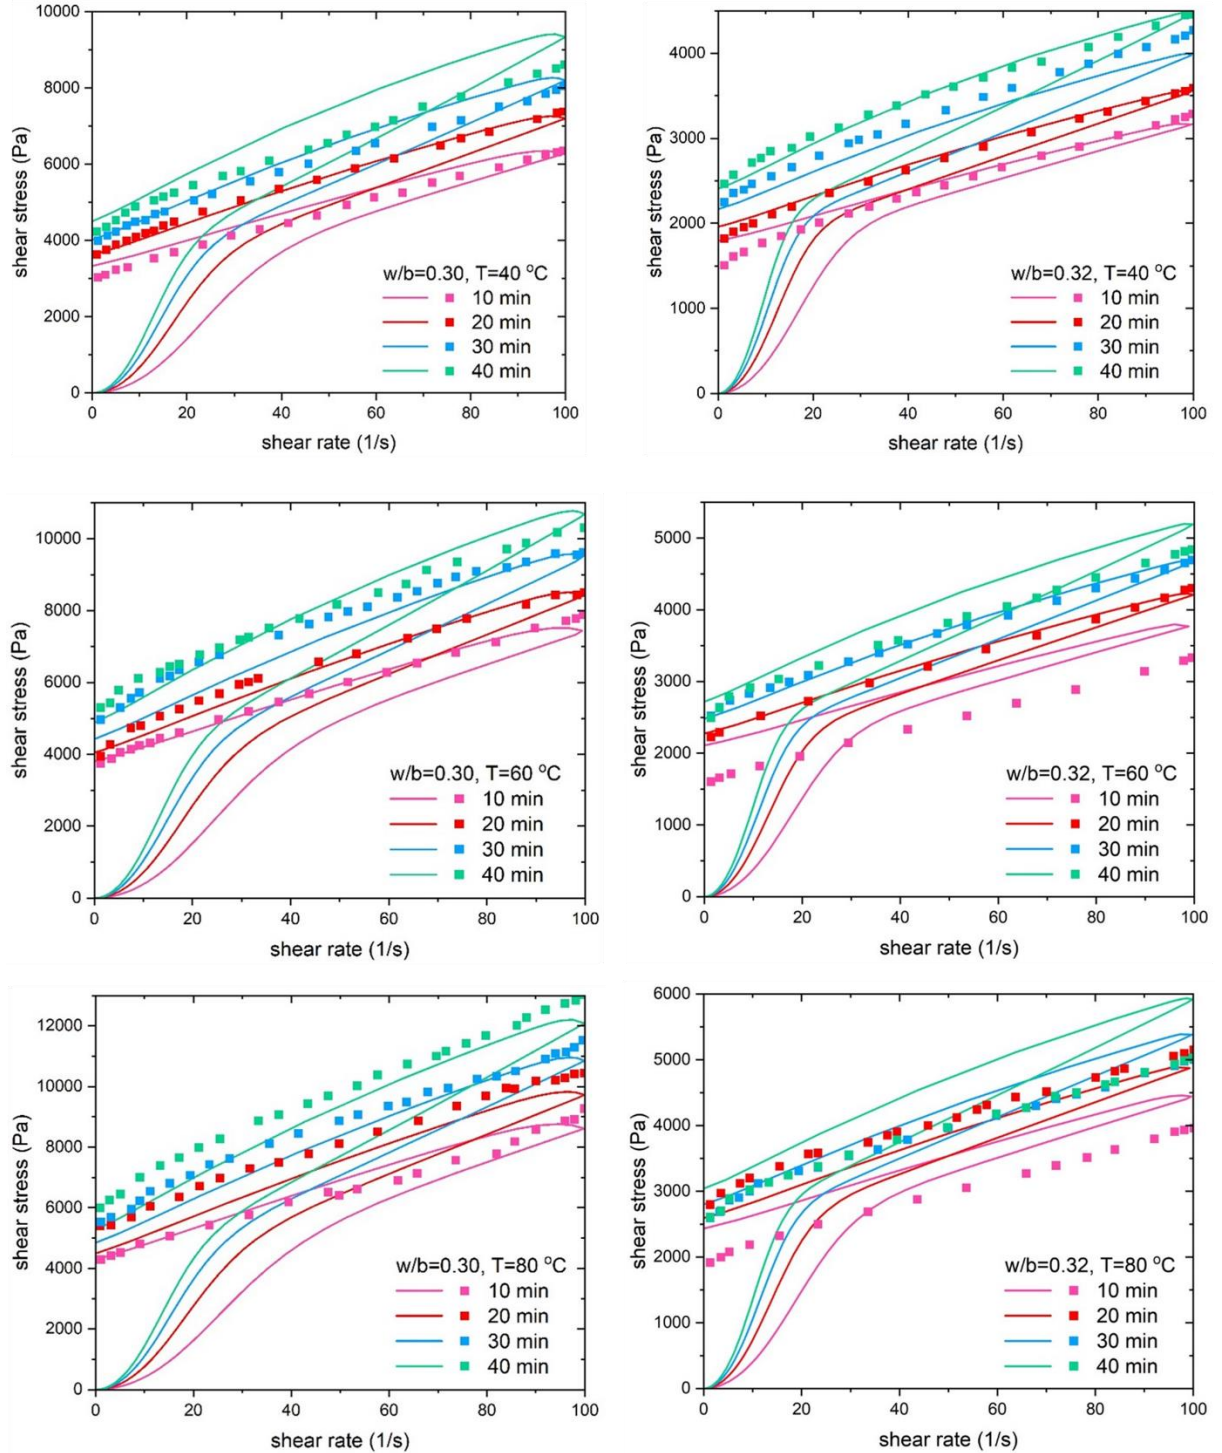 10000
8000
6000
4000
2000
0
shear stress (Pa)
w/b=0.30, T=40 °C
10 min
20 min
30 min
40 min
0 20 40 60 80 100
shear rate (1/s)
4000
3000
2000
1000
0
shear stress (Pa)
w/b=0.32, T=40 °C
10 min
20 min
30 min
40 min
0 20 40 60 80 100
shear rate (1/s)
10000
8000
6000
4000
2000
0
shear stress (Pa)
w/b=0.30, T=60 °C
10 min
20 min
30 min
40 min
0 20 40 60 80 100
shear rate (1/s)
5000
4000
3000
2000
1000
0
shear stress (Pa)
w/b=0.32, T=60 °C
10 min
20 min
30 min
40 min
0 20 40 60 80 100
shear rate (1/s)
12000
10000
8000
6000
4000
2000
0
shear stress (Pa)
w/b=0.30, T=80 °C
10 min
20 min
30 min
40 min
0 20 40 60 80 100
shear rate (1/s)
6000
5000
4000
3000
2000
1000
0
shear stress (Pa)
w/b=0.32, T=80 °C
10 min
20 min
30 min
40 min
0 20 40 60 80 100
shear rate (1/s)